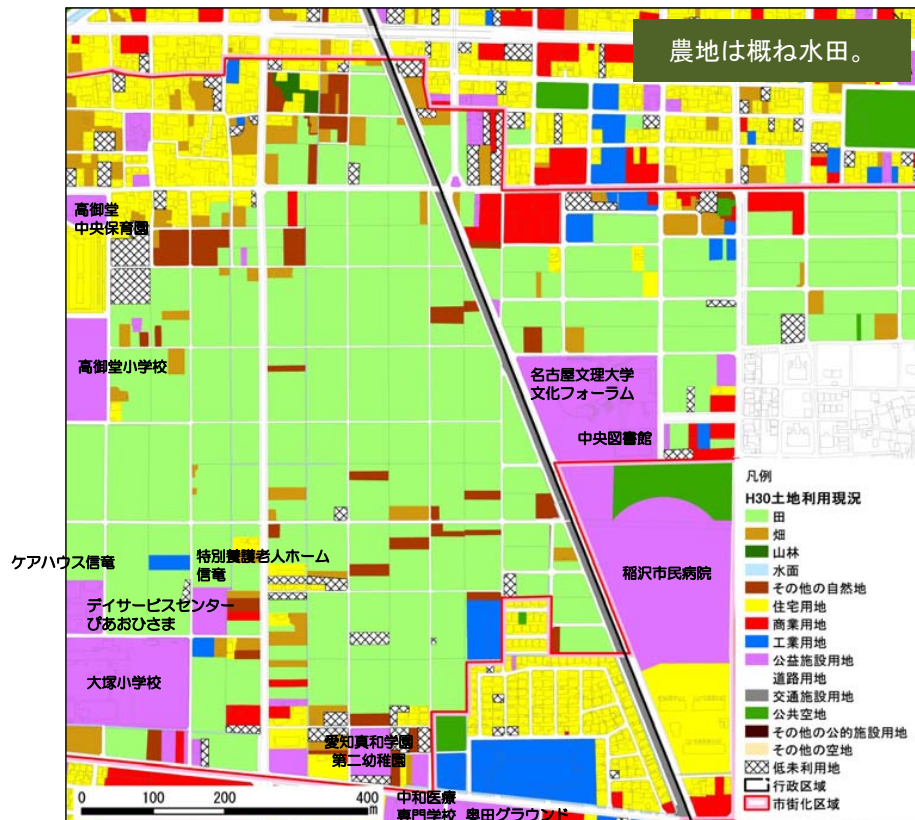 農地は概ね水田。
高御堂
中央保育園
高御堂小学校
名古屋文理大学
文化フォーラム
中央図書館
稲沢市民病院
ケアハウス信竜
特別養護老人ホーム
信竜
デイサービスセンター
ぴあおひさま
大塚小学校
愛知真和学園
第二幼稚園
中和医療
専門学校
奥田グラウンド
0 100 200 400
m
凡例
H30土地利用現況
田
畑
山林
水面
その他の自然地
住宅用地
商業用地
工業用地
公益施設用地
道路用地
交通施設用地
公共空地
その他の公的施設用地
その他の空地
低未利用地
行政区域
市街化区域